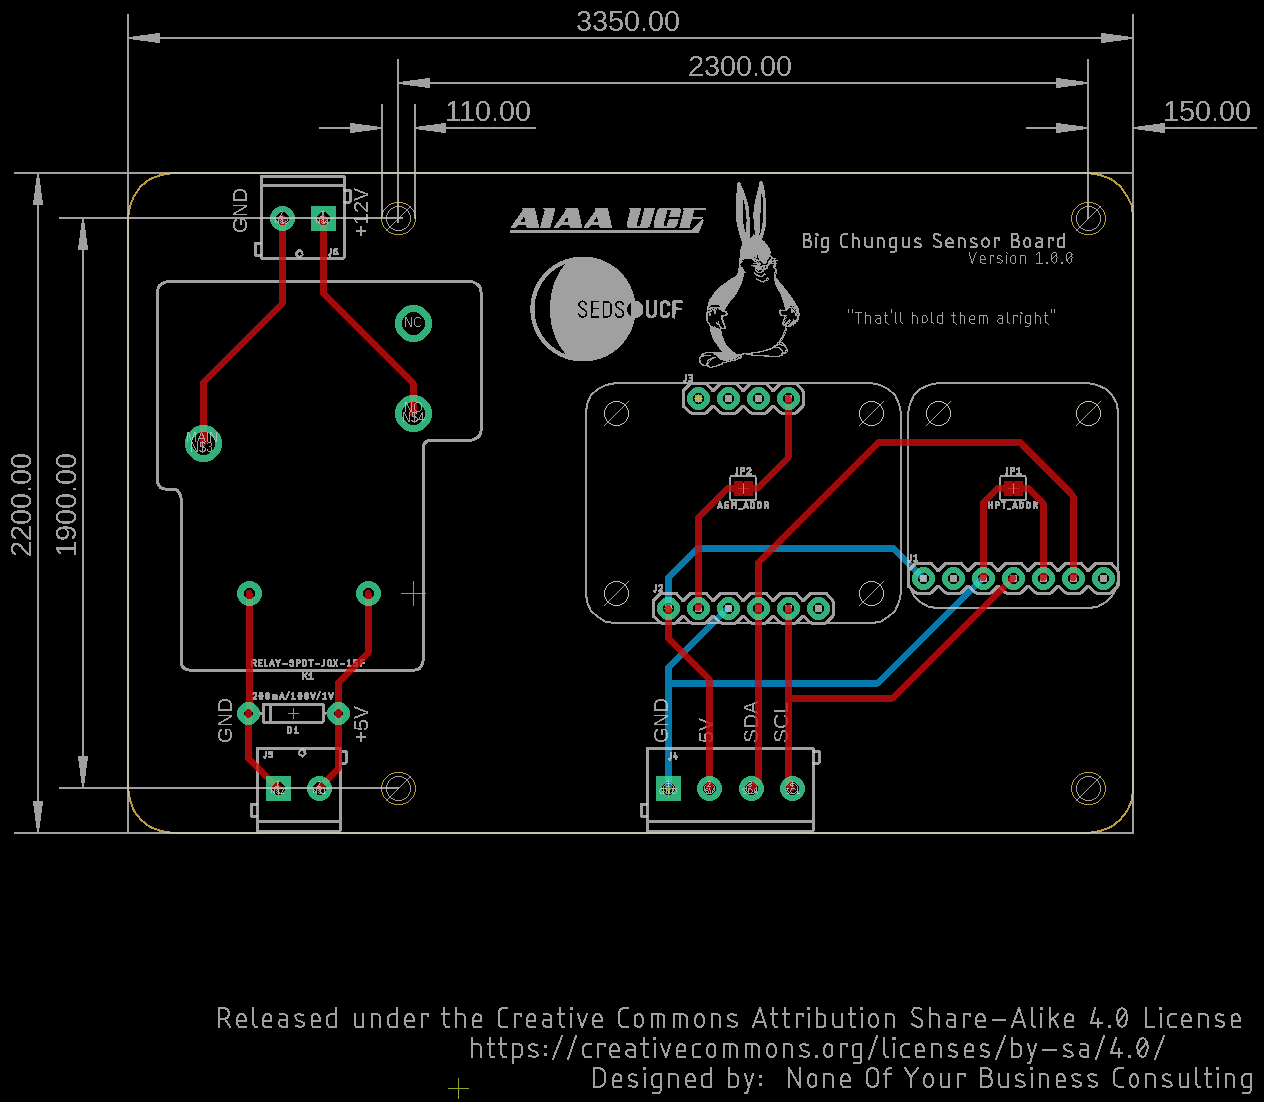 3350.00
2300.00
110.00
150.00
2200.00
1900.00
GND
+12V
J6
AIAA UCF
Big Chungus Sensor Board
Version 1.0.0
SEDS UCF
"That'll hold them alright"
NC
N$4
MAIN
N$3
J3
JP2
AGM_ADDR
JP1
HPT_ADDR
J1
J2
RELAY-SPDT-JQX-15F
K1
200mA/100V/1V
D1
GND
+5V
J5
GND
5V
SDA
SCL
J4
Released under the Creative Commons Attribution Share-Alike 4.0 License
https://creativecommons.org/licenses/by-sa/4.0/
Designed by: None Of Your Business Consulting